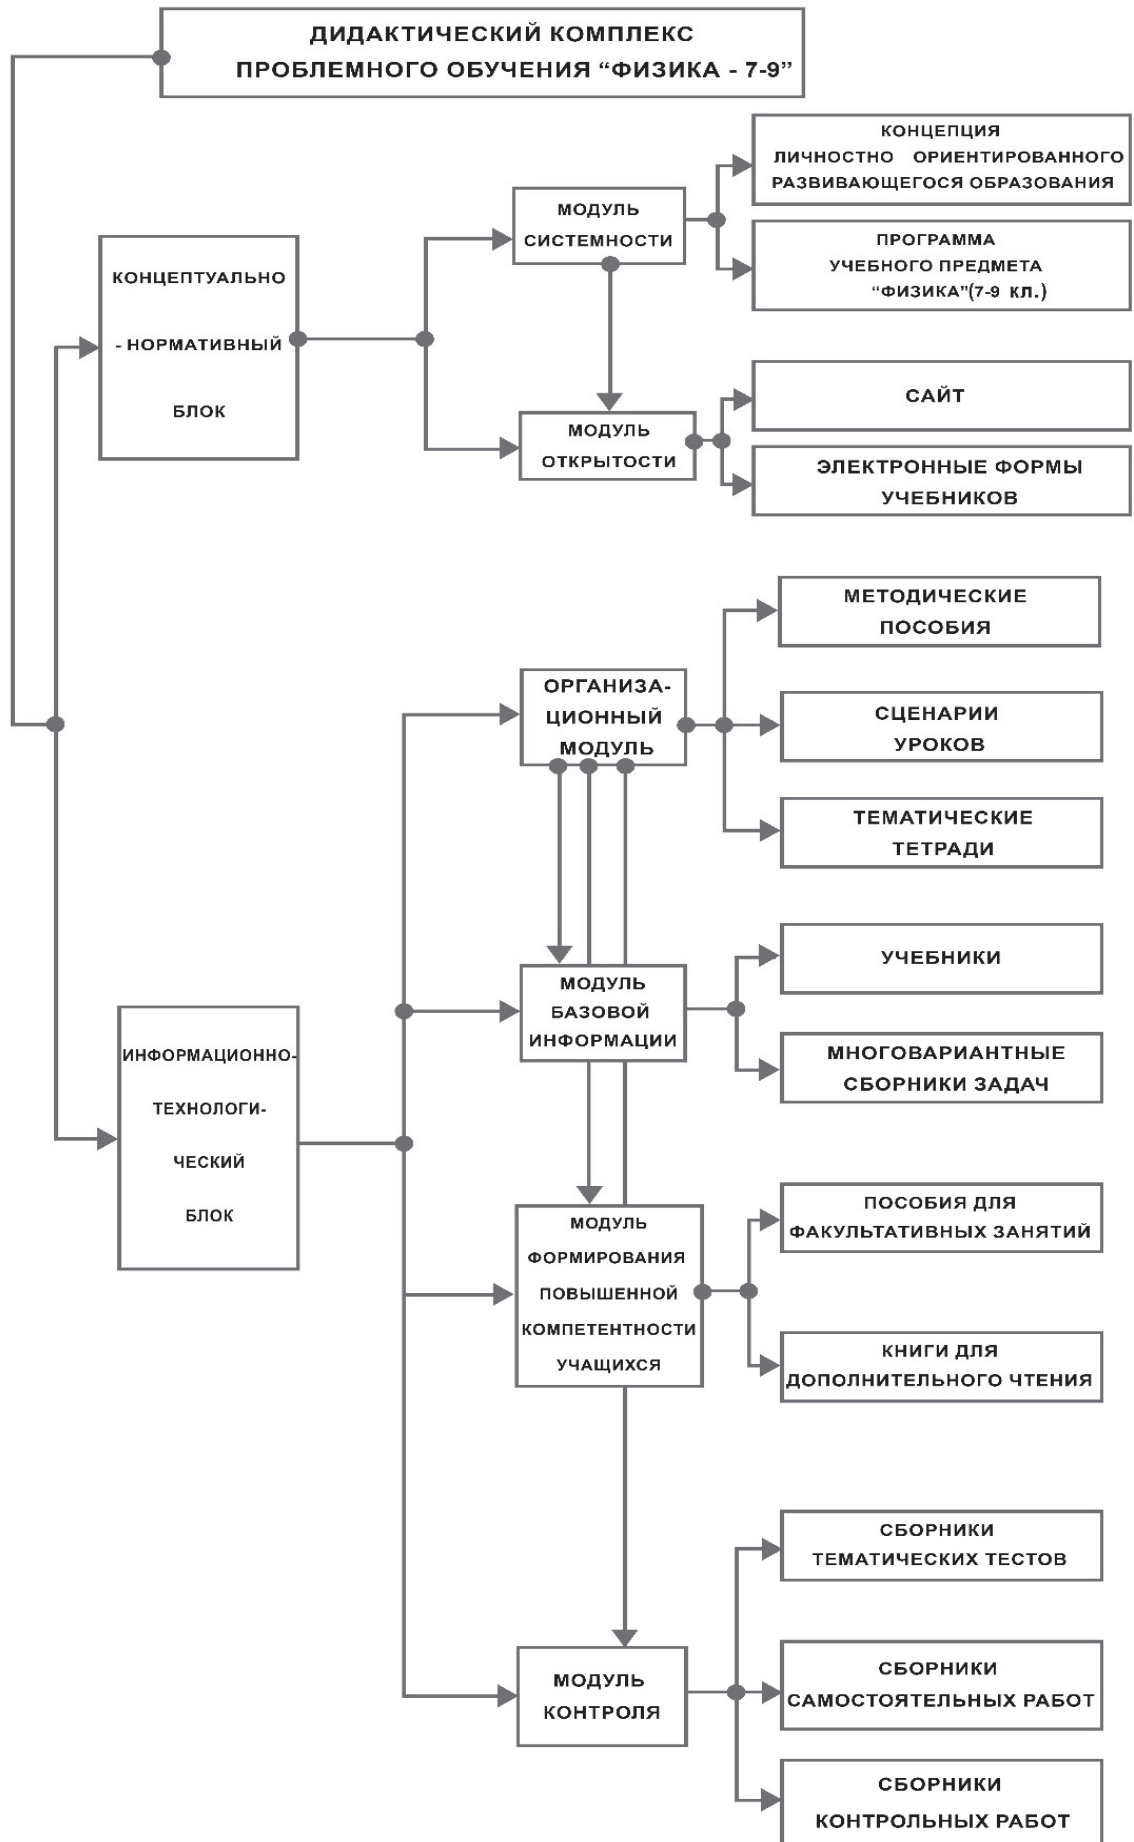 ДИДАКТИЧЕСКИЙ КОМПЛЕКС
ПРОБЛЕМНОГО ОБУЧЕНИЯ “ФИЗИКА - 7-9”
КОНЦЕПТУАЛЬНО
- НОРМАТИВНЫЙ
БЛОК
МОДУЛЬ
СИСТЕМНОСТИ
КОНЦЕПЦИЯ
ЛИЧНОСТНО ОРИЕНТИРОВАННОГО
РАЗВИВАЮЩЕГОСЯ ОБРАЗОВАНИЯ
ПРОГРАММА
УЧЕБНОГО ПРЕДМЕТА
“ФИЗИКА”(7-9 КЛ.)
МОДУЛЬ
ОТКРЫТОСТИ
САЙТ
ЭЛЕКТРОННЫЕ ФОРМЫ
УЧЕБНИКОВ
ИНФОРМАЦИОННО-
ТЕХНОЛОГИ-
ЧЕСКИЙ
БЛОК
ОРГАНИЗА-
ЦИОННЫЙ
МОДУЛЬ
МЕТОДИЧЕСКИЕ
ПОСОБИЯ
СЦЕНАРИИ
УРОКОВ
ТЕМАТИЧЕСКИЕ
ТЕТРАДИ
МОДУЛЬ
БАЗОВОЙ
ИНФОРМАЦИИ
УЧЕБНИКИ
МНОГОВАРИАНТНЫЕ
СБОРНИКИ ЗАДАЧ
МОДУЛЬ
ФОРМИРОВАНИЯ
ПОВЫШЕННОЙ
КОМПЕТЕНТНОСТИ
УЧАЩИХСЯ
ПОСОБИЯ ДЛЯ
ФАКУЛЬТАТИВНЫХ ЗАНЯТИЙ
КНИГИ ДЛЯ
ДОПОЛНИТЕЛЬНОГО ЧТЕНИЯ
МОДУЛЬ
КОНТРОЛЯ
СБОРНИКИ
ТЕМАТИЧЕСКИХ ТЕСТОВ
СБОРНИКИ
САМОСТОЯТЕЛЬНЫХ РАБОТ
СБОРНИКИ
КОНТРОЛЬНЫХ РАБОТ